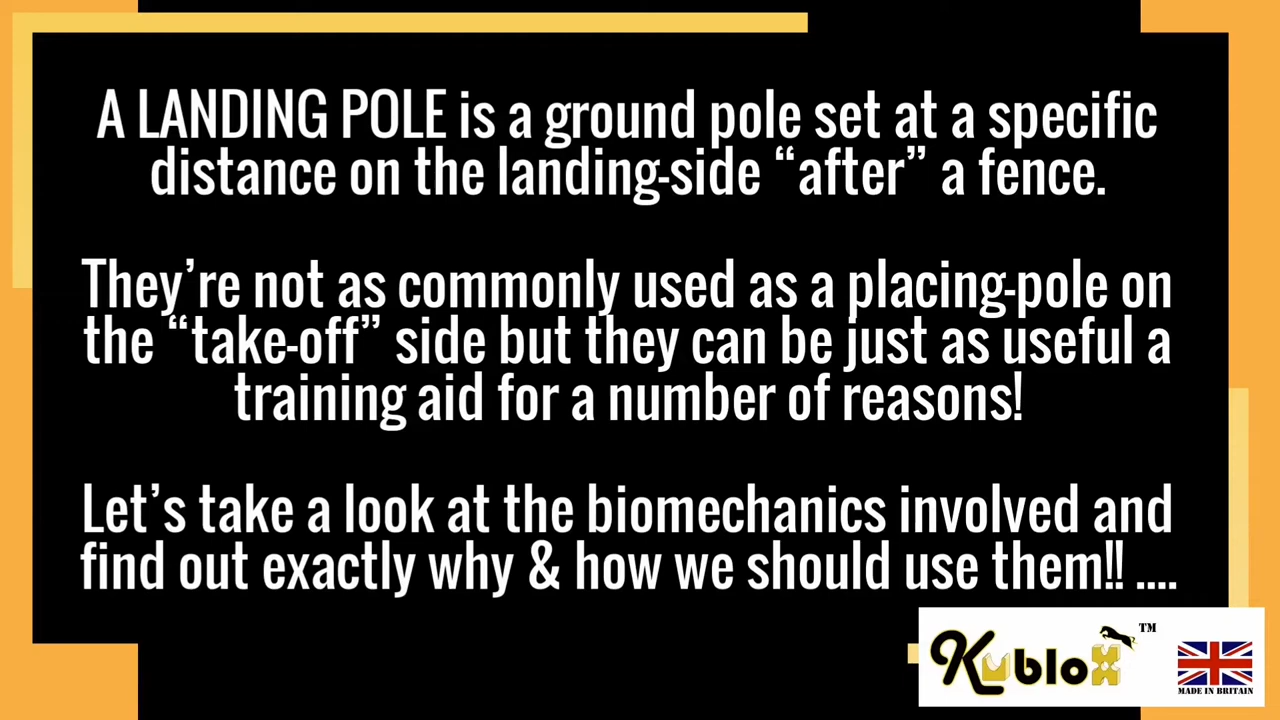 A LANDING POLE is a ground pole set at a specific
distance on the landing-side “after” a fence.
They’re not as commonly used as a placing-pole on
the “take-off” side but they can be just as useful a
training aid for a number of reasons!
Let’s take a look at the biomechanics involved and
find out exactly why & how we should use them!! ....
Kublox TM
MADE IN BRITAIN